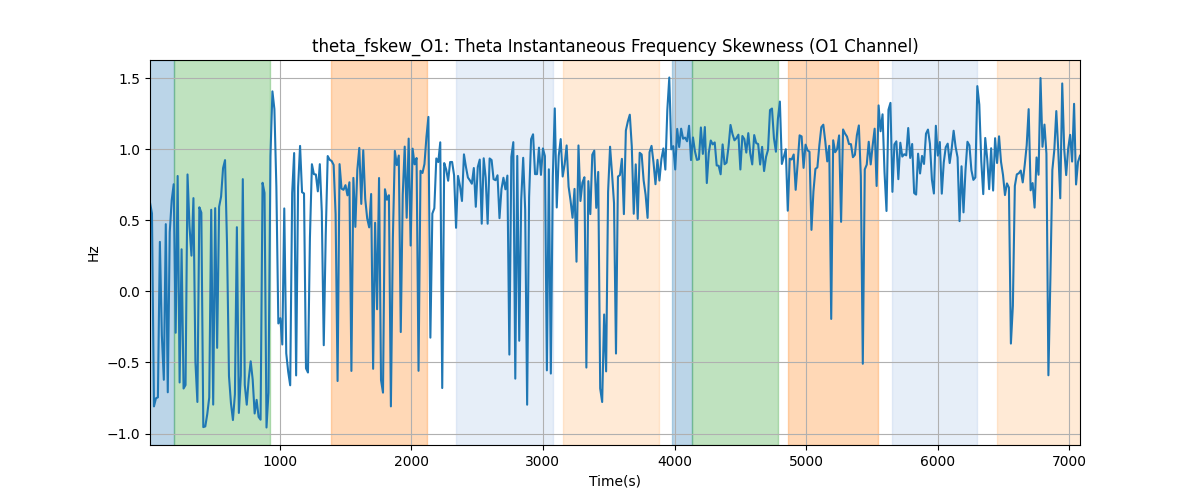 theta_fskew_O1: Theta Instantaneous Frequency Skewness (O1 Channel)
1.5
1.0
0.5
0.0
−0.5
−1.0
Hz
1000 2000 3000 4000 5000 6000 7000
Time(s)